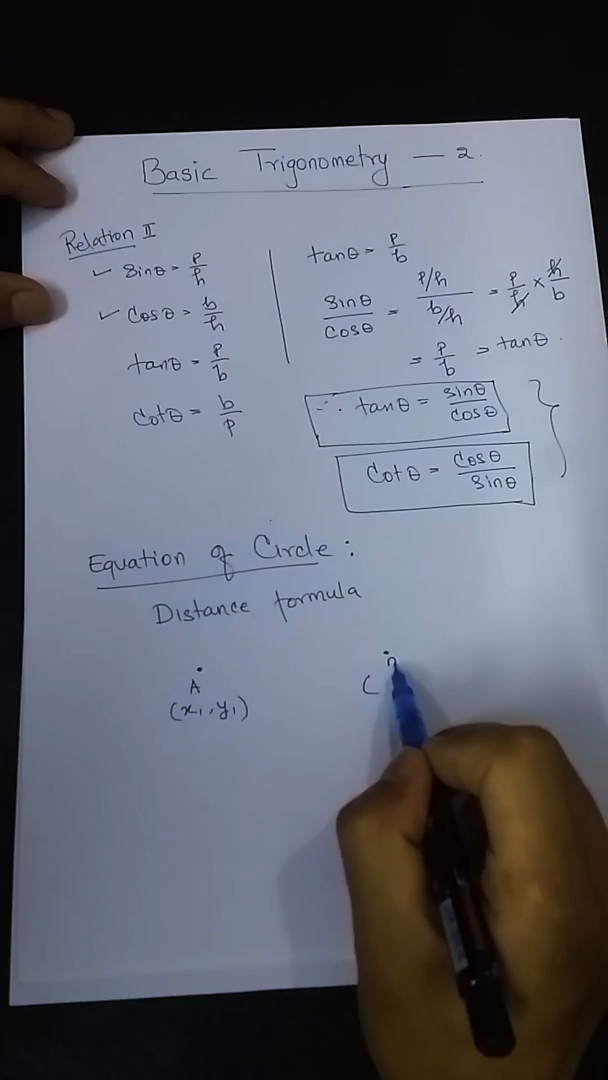 Basic Trigonometry — 2.
Relation II
✓ sinθ = p/h
✓ cosθ = b/h
tanθ = p/b
cotθ = b/p
tanθ = p/b
sinθ/cosθ = (p/h)/(b/h) = p/h × h/b
= p/b = tanθ.
∴ tanθ = sinθ/cosθ
cotθ = cosθ/sinθ
Equation of Circle :
Distance formula
A
(x₁, y₁)
(